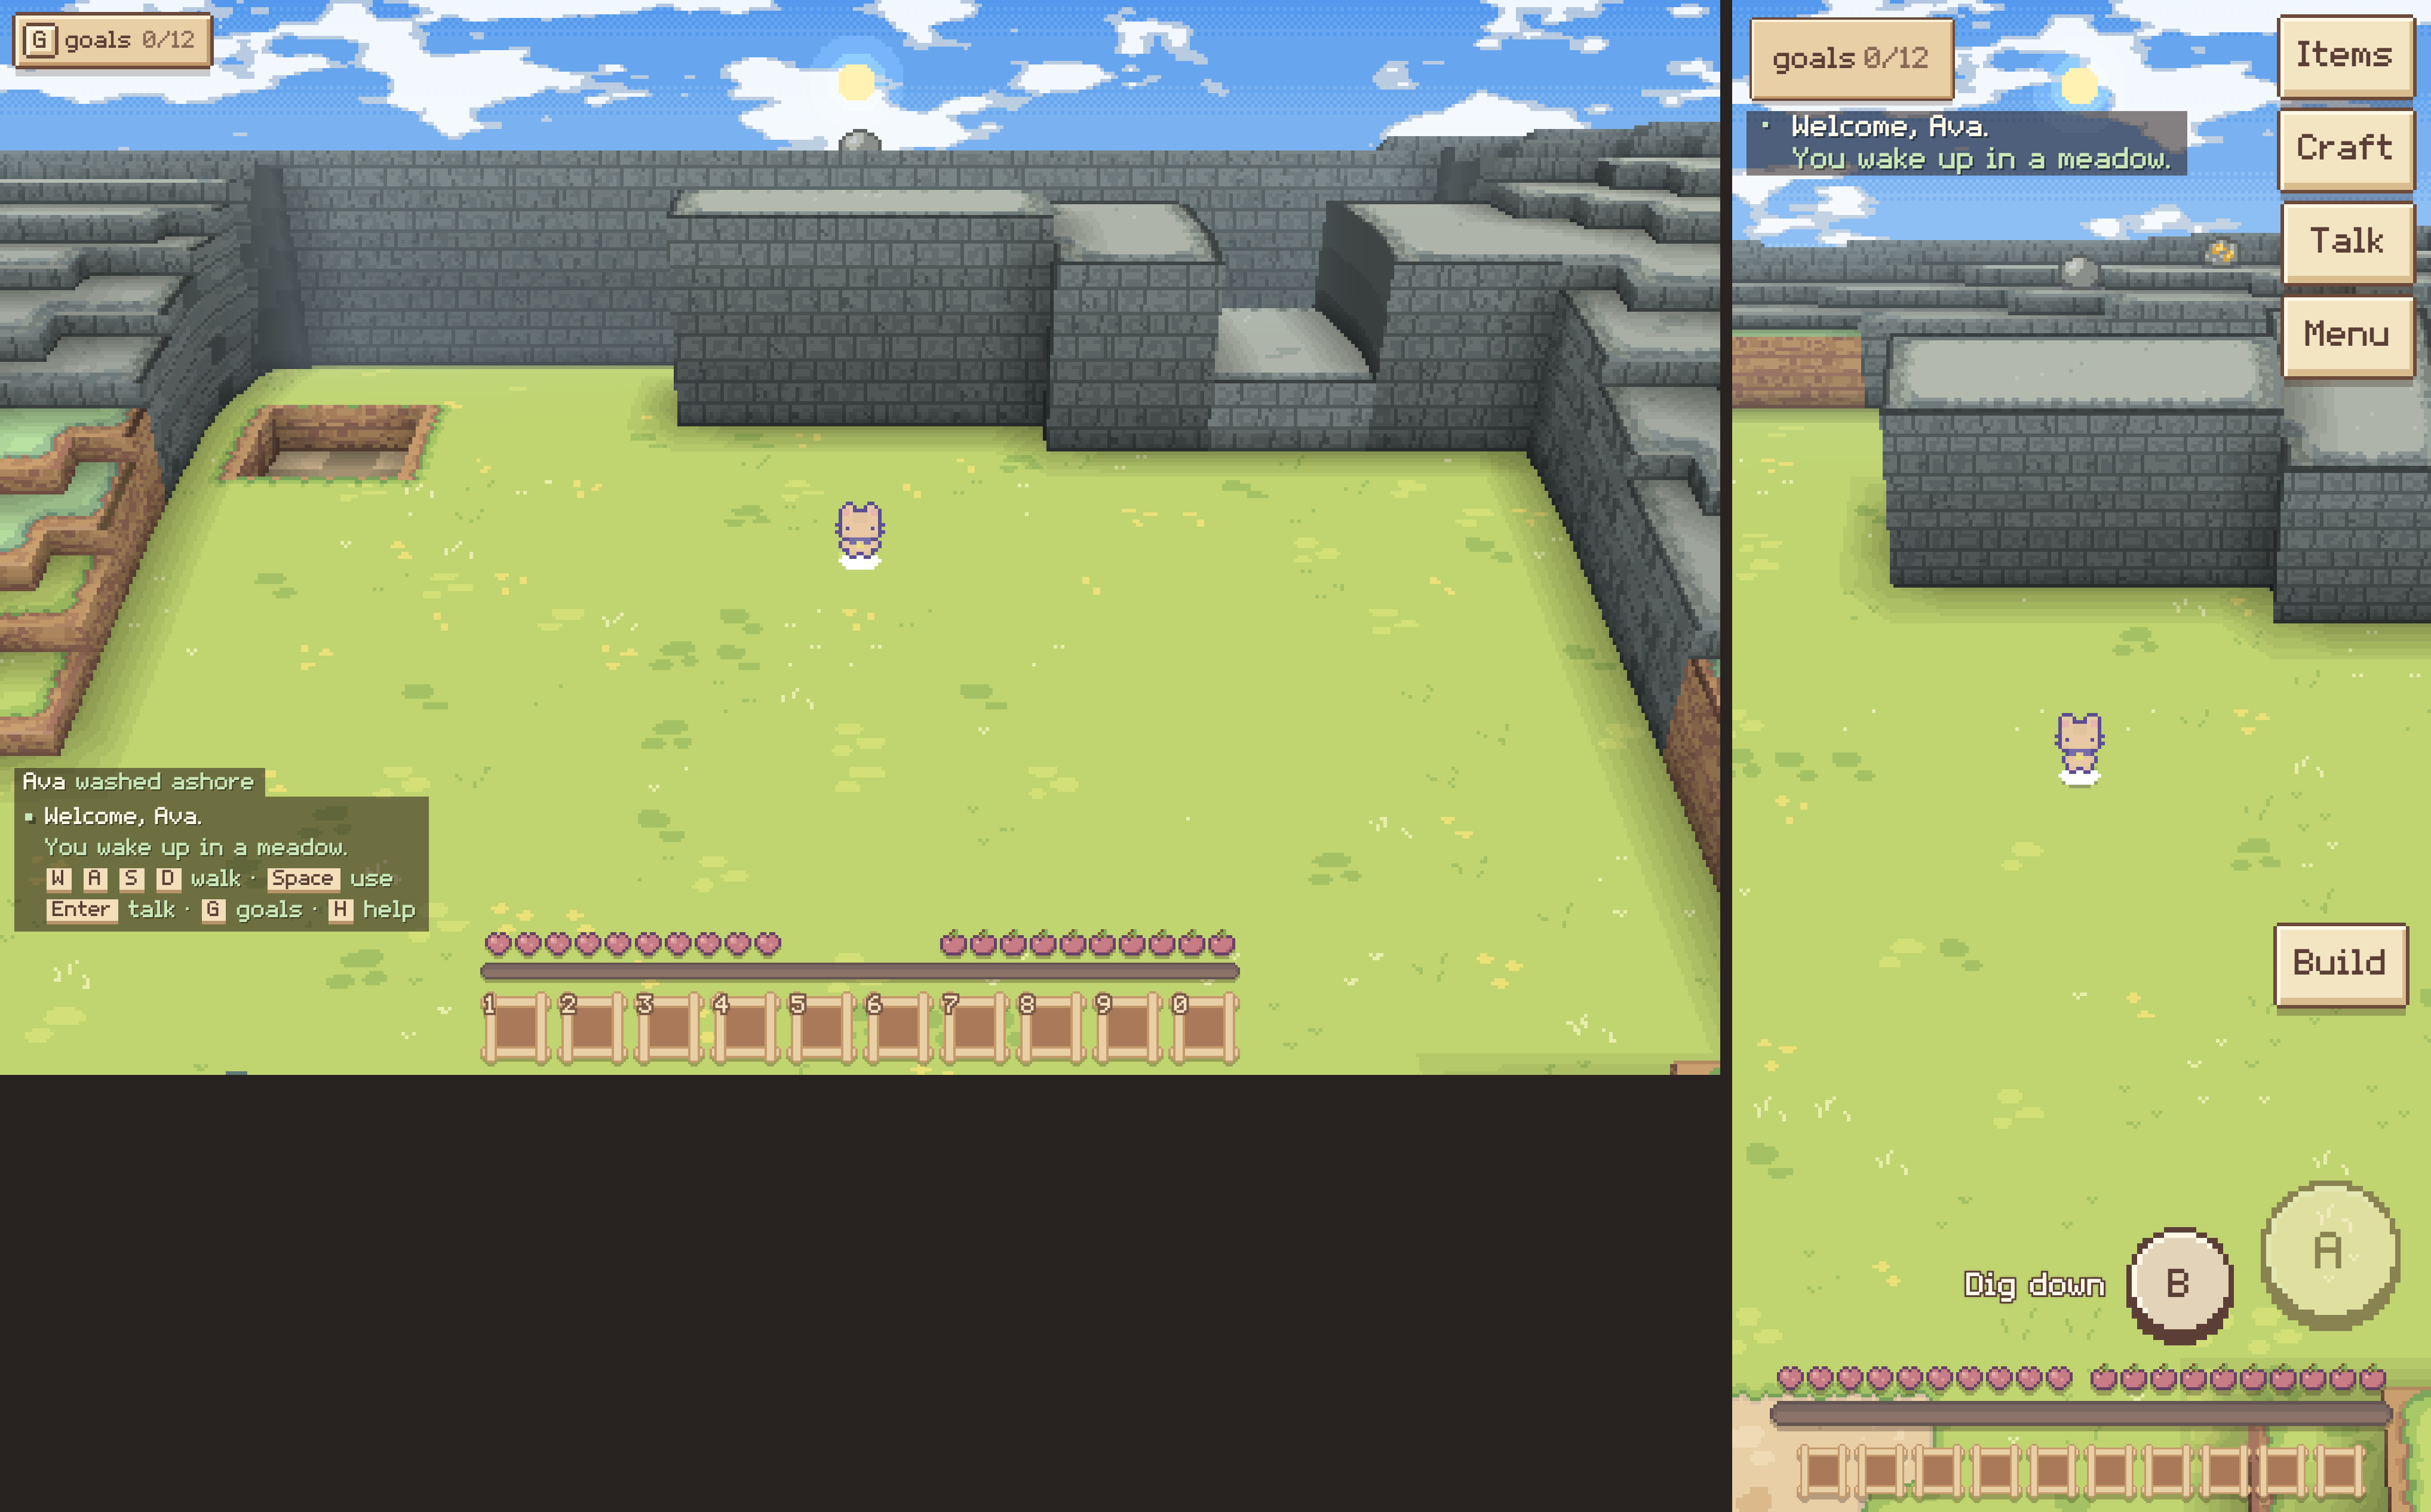 G goals 0/12
Ava washed ashore
Welcome, Ava.
You wake up in a meadow.
W A S D walk · Space use
Enter talk · G goals · H help
1 2 3 4 5 6 7 8 9 0
goals 0/12
Welcome, Ava.
You wake up in a meadow.
Items
Craft
Talk
Menu
Build
A
Dig down B